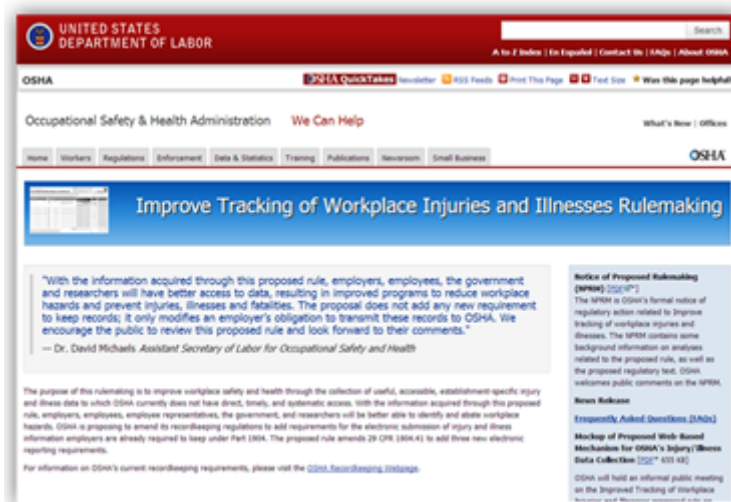 UNITED STATES
DEPARTMENT OF LABOR
Search
A to Z Index | En Español | Contact Us | FAQs | About OSHA
OSHA
OSHA QuickTakes Newsletter RSS Feeds Print This Page Text Size Was this page helpful
Occupational Safety & Health Administration We Can Help
What's New | Offices
Home Workers Regulations Enforcement Data & Statistics Training Publications Newsroom Small Business
OSHA
Improve Tracking of Workplace Injuries and Illnesses Rulemaking
"With the information acquired through this proposed rule, employers, employees, the government
and researchers will have better access to data, resulting in improved programs to reduce workplace
hazards and prevent injuries, illnesses and fatalities. The proposal does not add any new requirement
to keep records; it only modifies an employer's obligation to transmit these records to OSHA. We
encourage the public to review this proposed rule and look forward to their comments."
— Dr. David Michaels Assistant Secretary of Labor for Occupational Safety and Health
The purpose of this rulemaking is to improve workplace safety and health through the collection of useful, accessible, establishment-specific injury
and illness data to which OSHA currently does not have direct, timely, and systematic access. With the information acquired through this proposed
rule, employers, employees, employee representatives, the government, and researchers will be better able to identify and abate workplace
hazards. OSHA is proposing to amend its recordkeeping regulations to add requirements for the electronic submission of injury and illness
information employers are already required to keep under Part 1904. The proposed rule amends 29 CFR 1904.41 to add three new electronic
reporting requirements.
For information on OSHA's current recordkeeping requirements, please visit the OSHA Recordkeeping Webpage.
Notice of Proposed Rulemaking
(NPRM) [PDF]
The NPRM is OSHA's formal notice of
regulatory action related to Improve
tracking of workplace injuries and
illnesses. The NPRM contains some
background information on analyses
related to the proposed rule, as well as
the proposed regulatory text. OSHA
welcomes public comments on the NPRM.
News Release
Frequently Asked Questions (FAQs)
Mockup of Proposed Web-Based
Mechanism for OSHA's Injury/Illness
Data Collection [PDF* 655 KB]
OSHA will hold an informal public meeting
on the Improved Tracking of Workplace